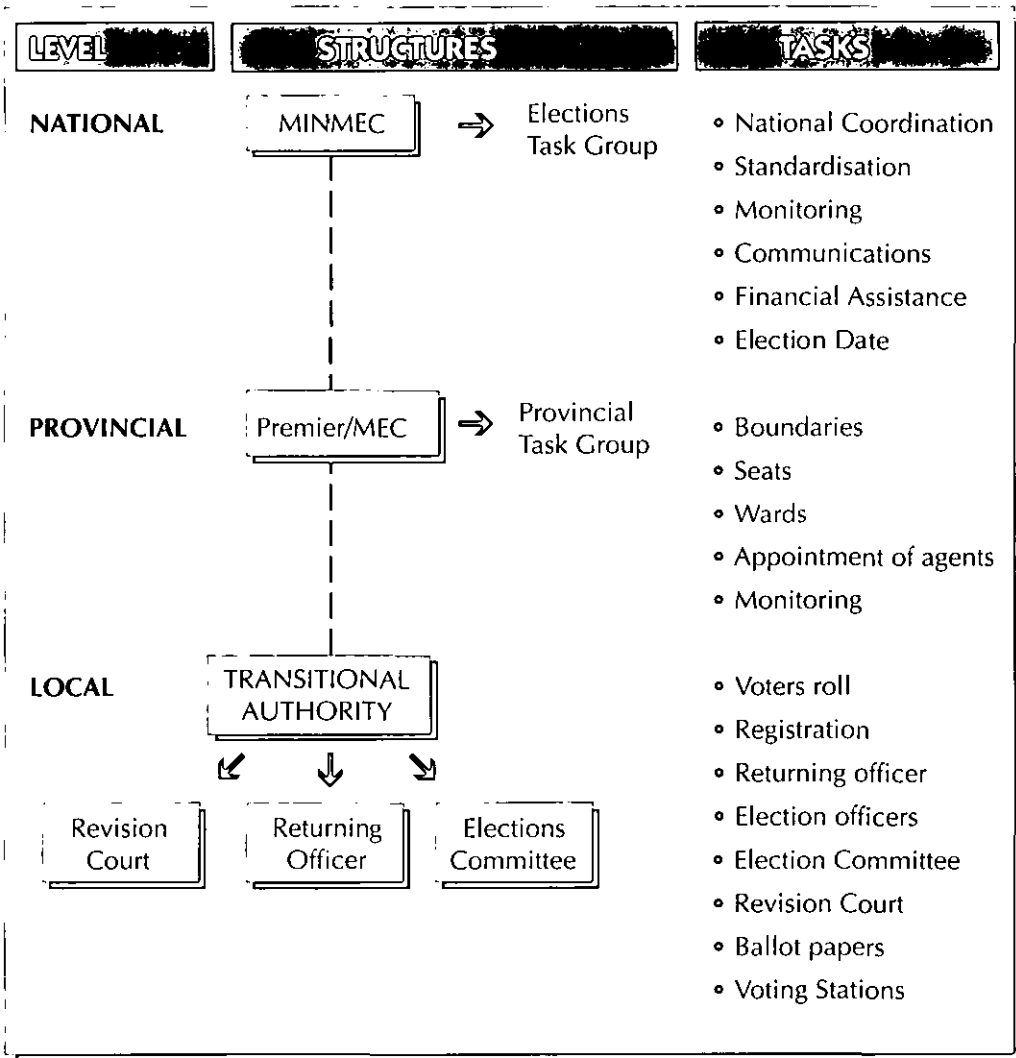 LEVEL STRUCTURES TASKS
NATIONAL
MINMEC
Elections
Task Group
• National Coordination
• Standardisation
• Monitoring
• Communications
• Financial Assistance
• Election Date
PROVINCIAL
Premier/MEC
Provincial
Task Group
• Boundaries
• Seats
• Wards
• Appointment of agents
• Monitoring
LOCAL
TRANSITIONAL
AUTHORITY
Revision
Court
Returning
Officer
Elections
Committee
• Voters roll
• Registration
• Returning officer
• Election officers
• Election Committee
• Revision Court
• Ballot papers
• Voting Stations